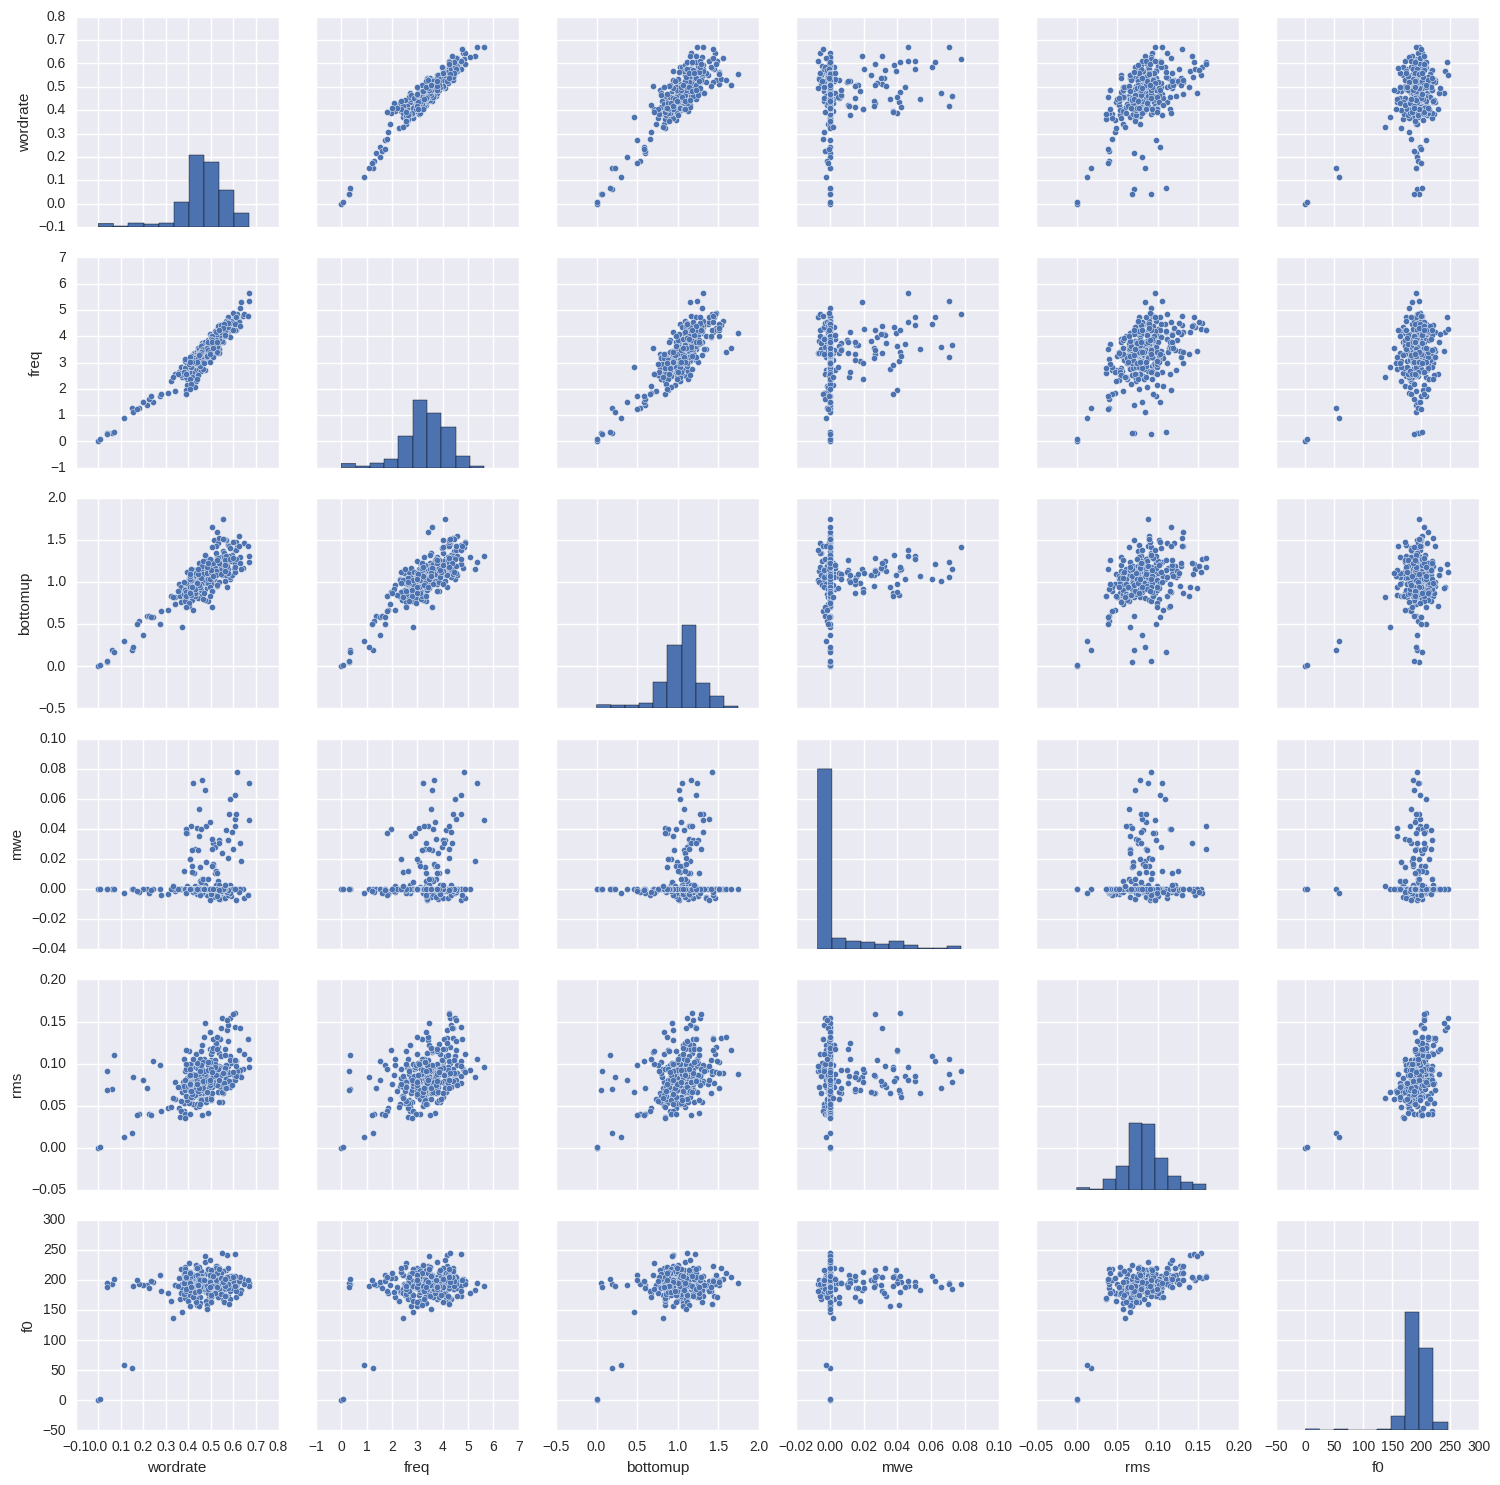 0.8
0.7
0.6
0.5
0.4
0.3
0.2
0.1
0.0
−0.1
wordrate
7
6
5
4
3
2
1
0
−1
freq
2.0
1.5
1.0
0.5
0.0
−0.5
bottomup
0.10
0.08
0.06
0.04
0.02
0.00
−0.02
−0.04
mwe
0.20
0.15
0.10
0.05
0.00
−0.05
rms
300
250
200
150
100
50
0
−50
f0
−0.10.0 0.1 0.2 0.3 0.4 0.5 0.6 0.7 0.8
wordrate
−1 0 1 2 3 4 5 6 7
freq
−0.5 0.0 0.5 1.0 1.5 2.0
bottomup
−0.02 0.00 0.02 0.04 0.06 0.08 0.10
mwe
−0.05 0.00 0.05 0.10 0.15 0.20
rms
−50 0 50 100 150 200 250 300
f0